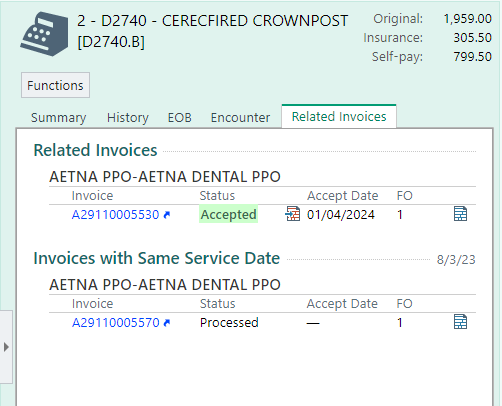 2 - D2740 - CERECFIRED CROWNPOST
[D2740.B]
Original: 1,959.00
Insurance: 305.50
Self-pay: 799.50
Functions
Summary History EOB Encounter Related Invoices
Related Invoices
AETNA PPO-AETNA DENTAL PPO
Invoice Status Accept Date FO
A29110005530 Accepted 01/04/2024 1
Invoices with Same Service Date 8/3/23
AETNA PPO-AETNA DENTAL PPO
Invoice Status Accept Date FO
A29110005570 Processed — 1